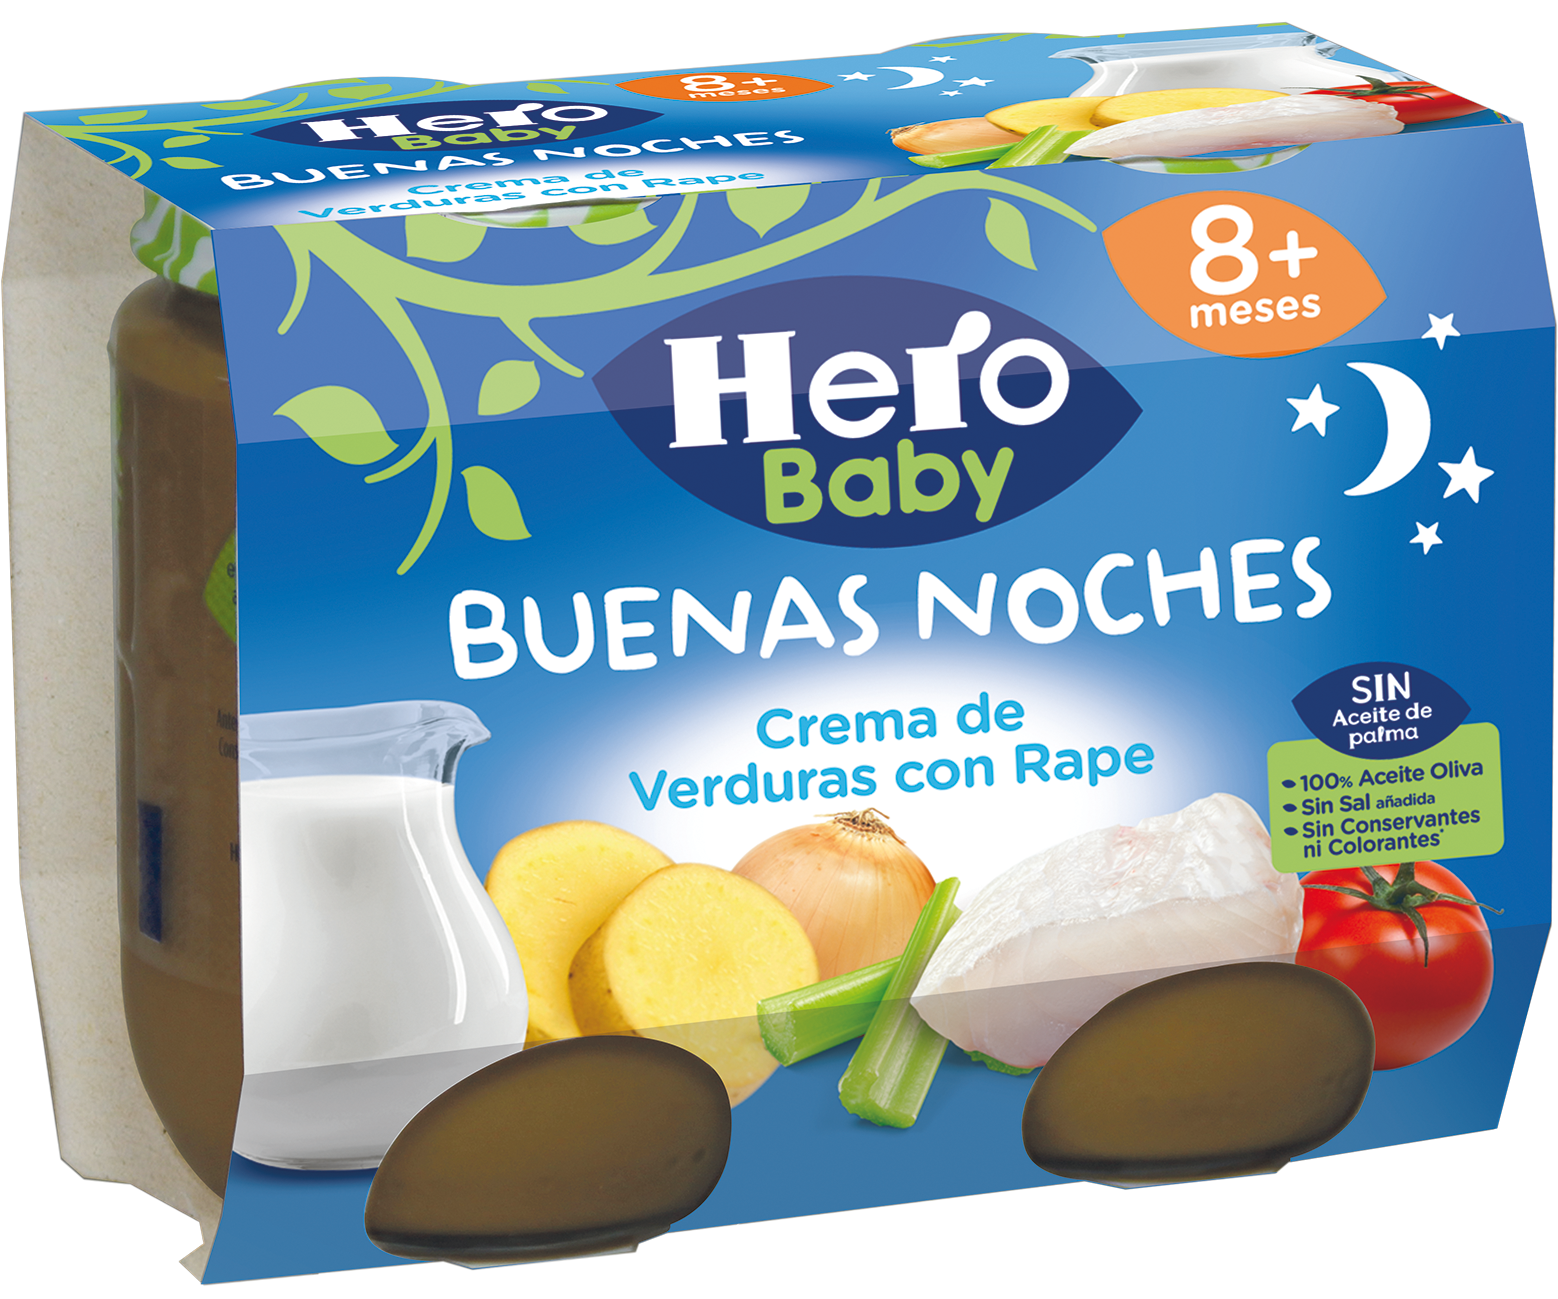 Hero
Baby
8+
meses
BUENAS NOCHES
Crema de
Verduras con Rape
8+
meses
Hero
Baby
BUENAS NOCHES
Crema de
Verduras con Rape
SIN
Aceite de
palma
• 100% Aceite Oliva
• Sin Sal añadida
• Sin Conservantes
ni Colorantes*